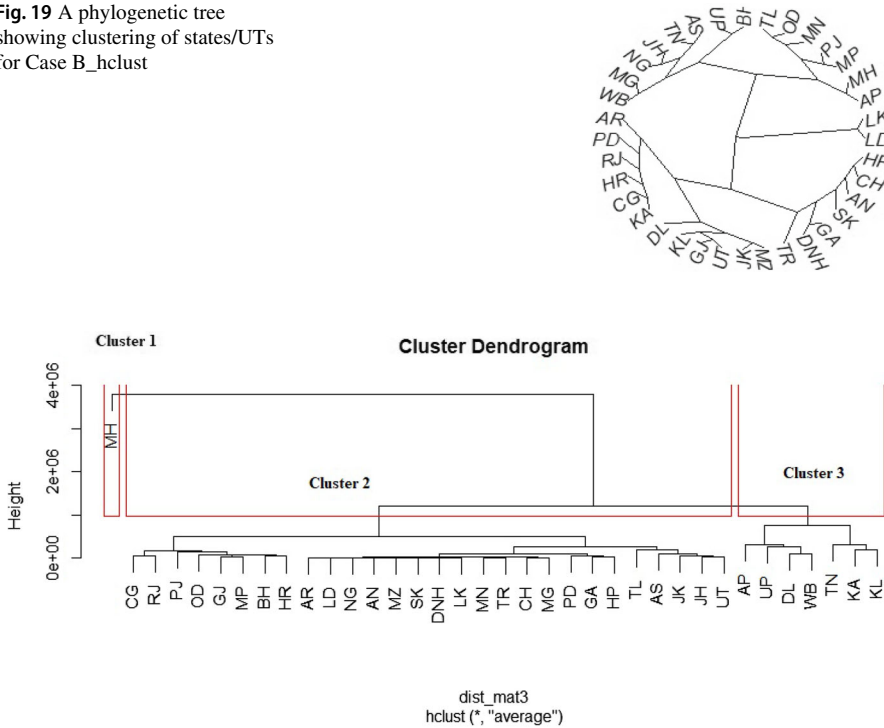 Fig. 19 A phylogenetic tree
showing clustering of states/UTs
for Case B_hclust
BH
TL
OD
MN
PJ
MP
MH
AP
LK
LD
HP
CH
AN
SK
GA
DNH
TR
MZ
JK
UT
GJ
KL
DL
KA
CG
HR
RJ
PD
AR
WB
MG
NG
JH
TN
AS
UP
Cluster 1
Cluster Dendrogram
Height
0e+00
2e+06
4e+06
MH
Cluster 2
Cluster 3
CG
RJ
PJ
OD
GJ
MP
BH
HR
AR
LD
NG
AN
MZ
SK
DNH
LK
MN
TR
CH
MG
PD
GA
HP
TL
AS
JK
JH
UT
AP
UP
DL
WB
TN
KA
KL
dist_mat3
hclust (*, "average")